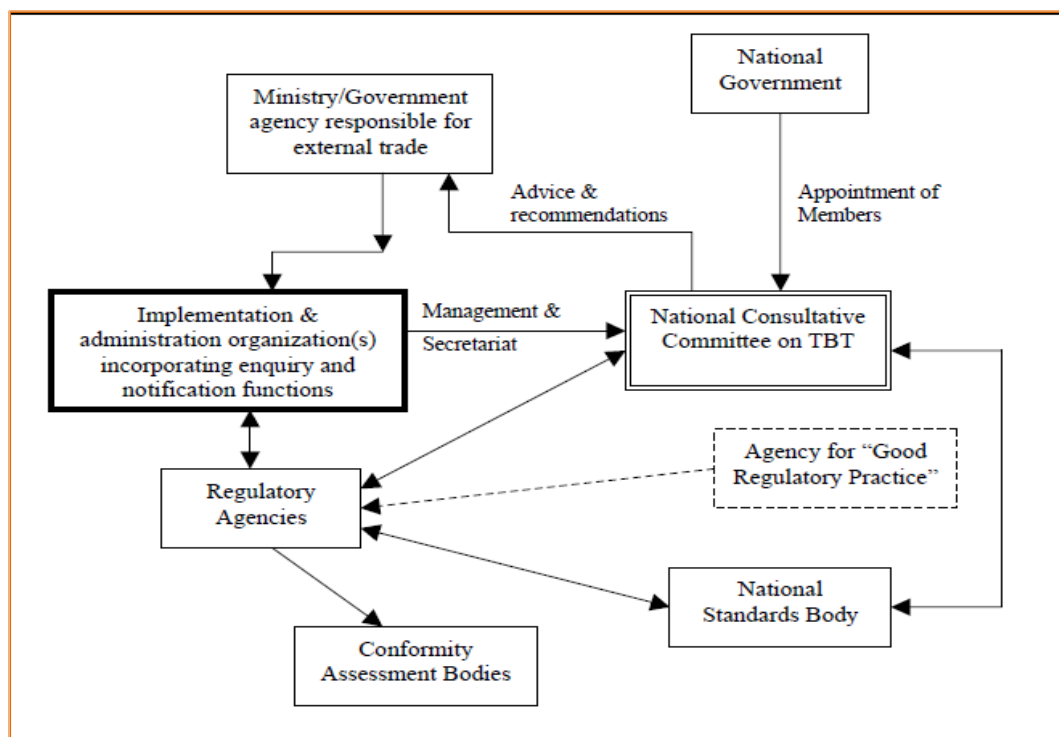 National
Government
Ministry/Government
agency responsible for
external trade
Advice &
recommendations
Appointment of
Members
Implementation &
administration organization(s)
incorporating enquiry and
notification functions
Management &
Secretariat
National Consultative
Committee on TBT
Agency for “Good
Regulatory Practice”
Regulatory
Agencies
National
Standards Body
Conformity
Assessment Bodies